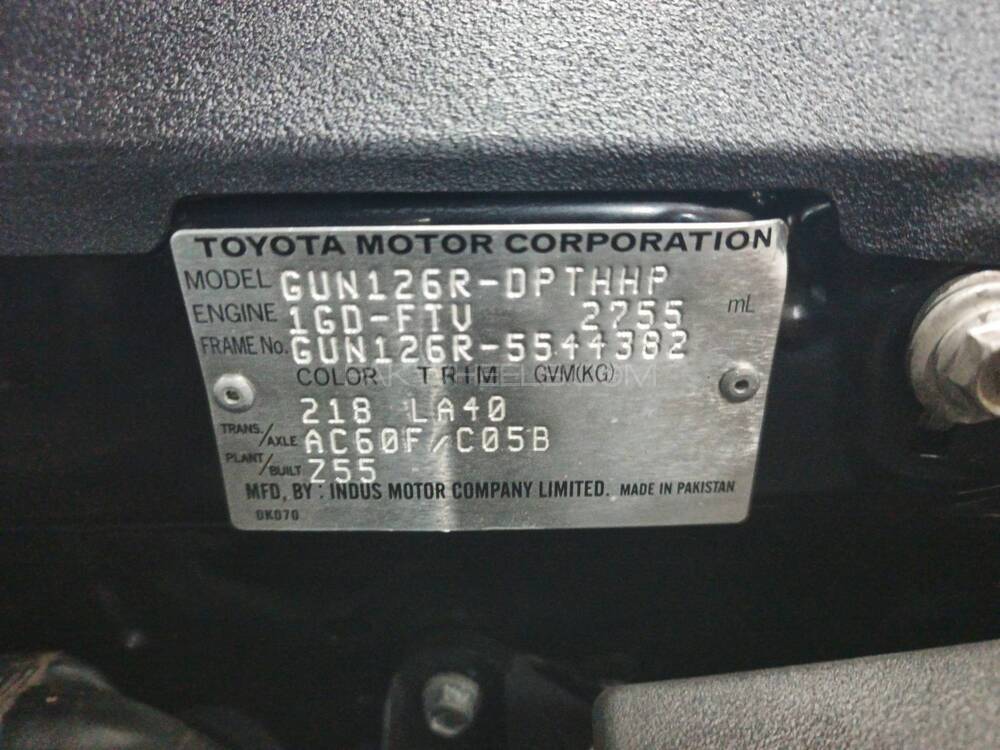 TOYOTA MOTOR CORPORATION
MODEL GUN126R-DPTHHP
ENGINE 1GD-FTV 2755 mL
FRAME No. GUN126R-5544382
COLOR TRIM GVM(KG)
218 LA40
TRANS./AXLE AC60F/C05B
PLANT/BUILT Z55
MFD, BY : INDUS MOTOR COMPANY LIMITED. MADE IN PAKISTAN
0K070